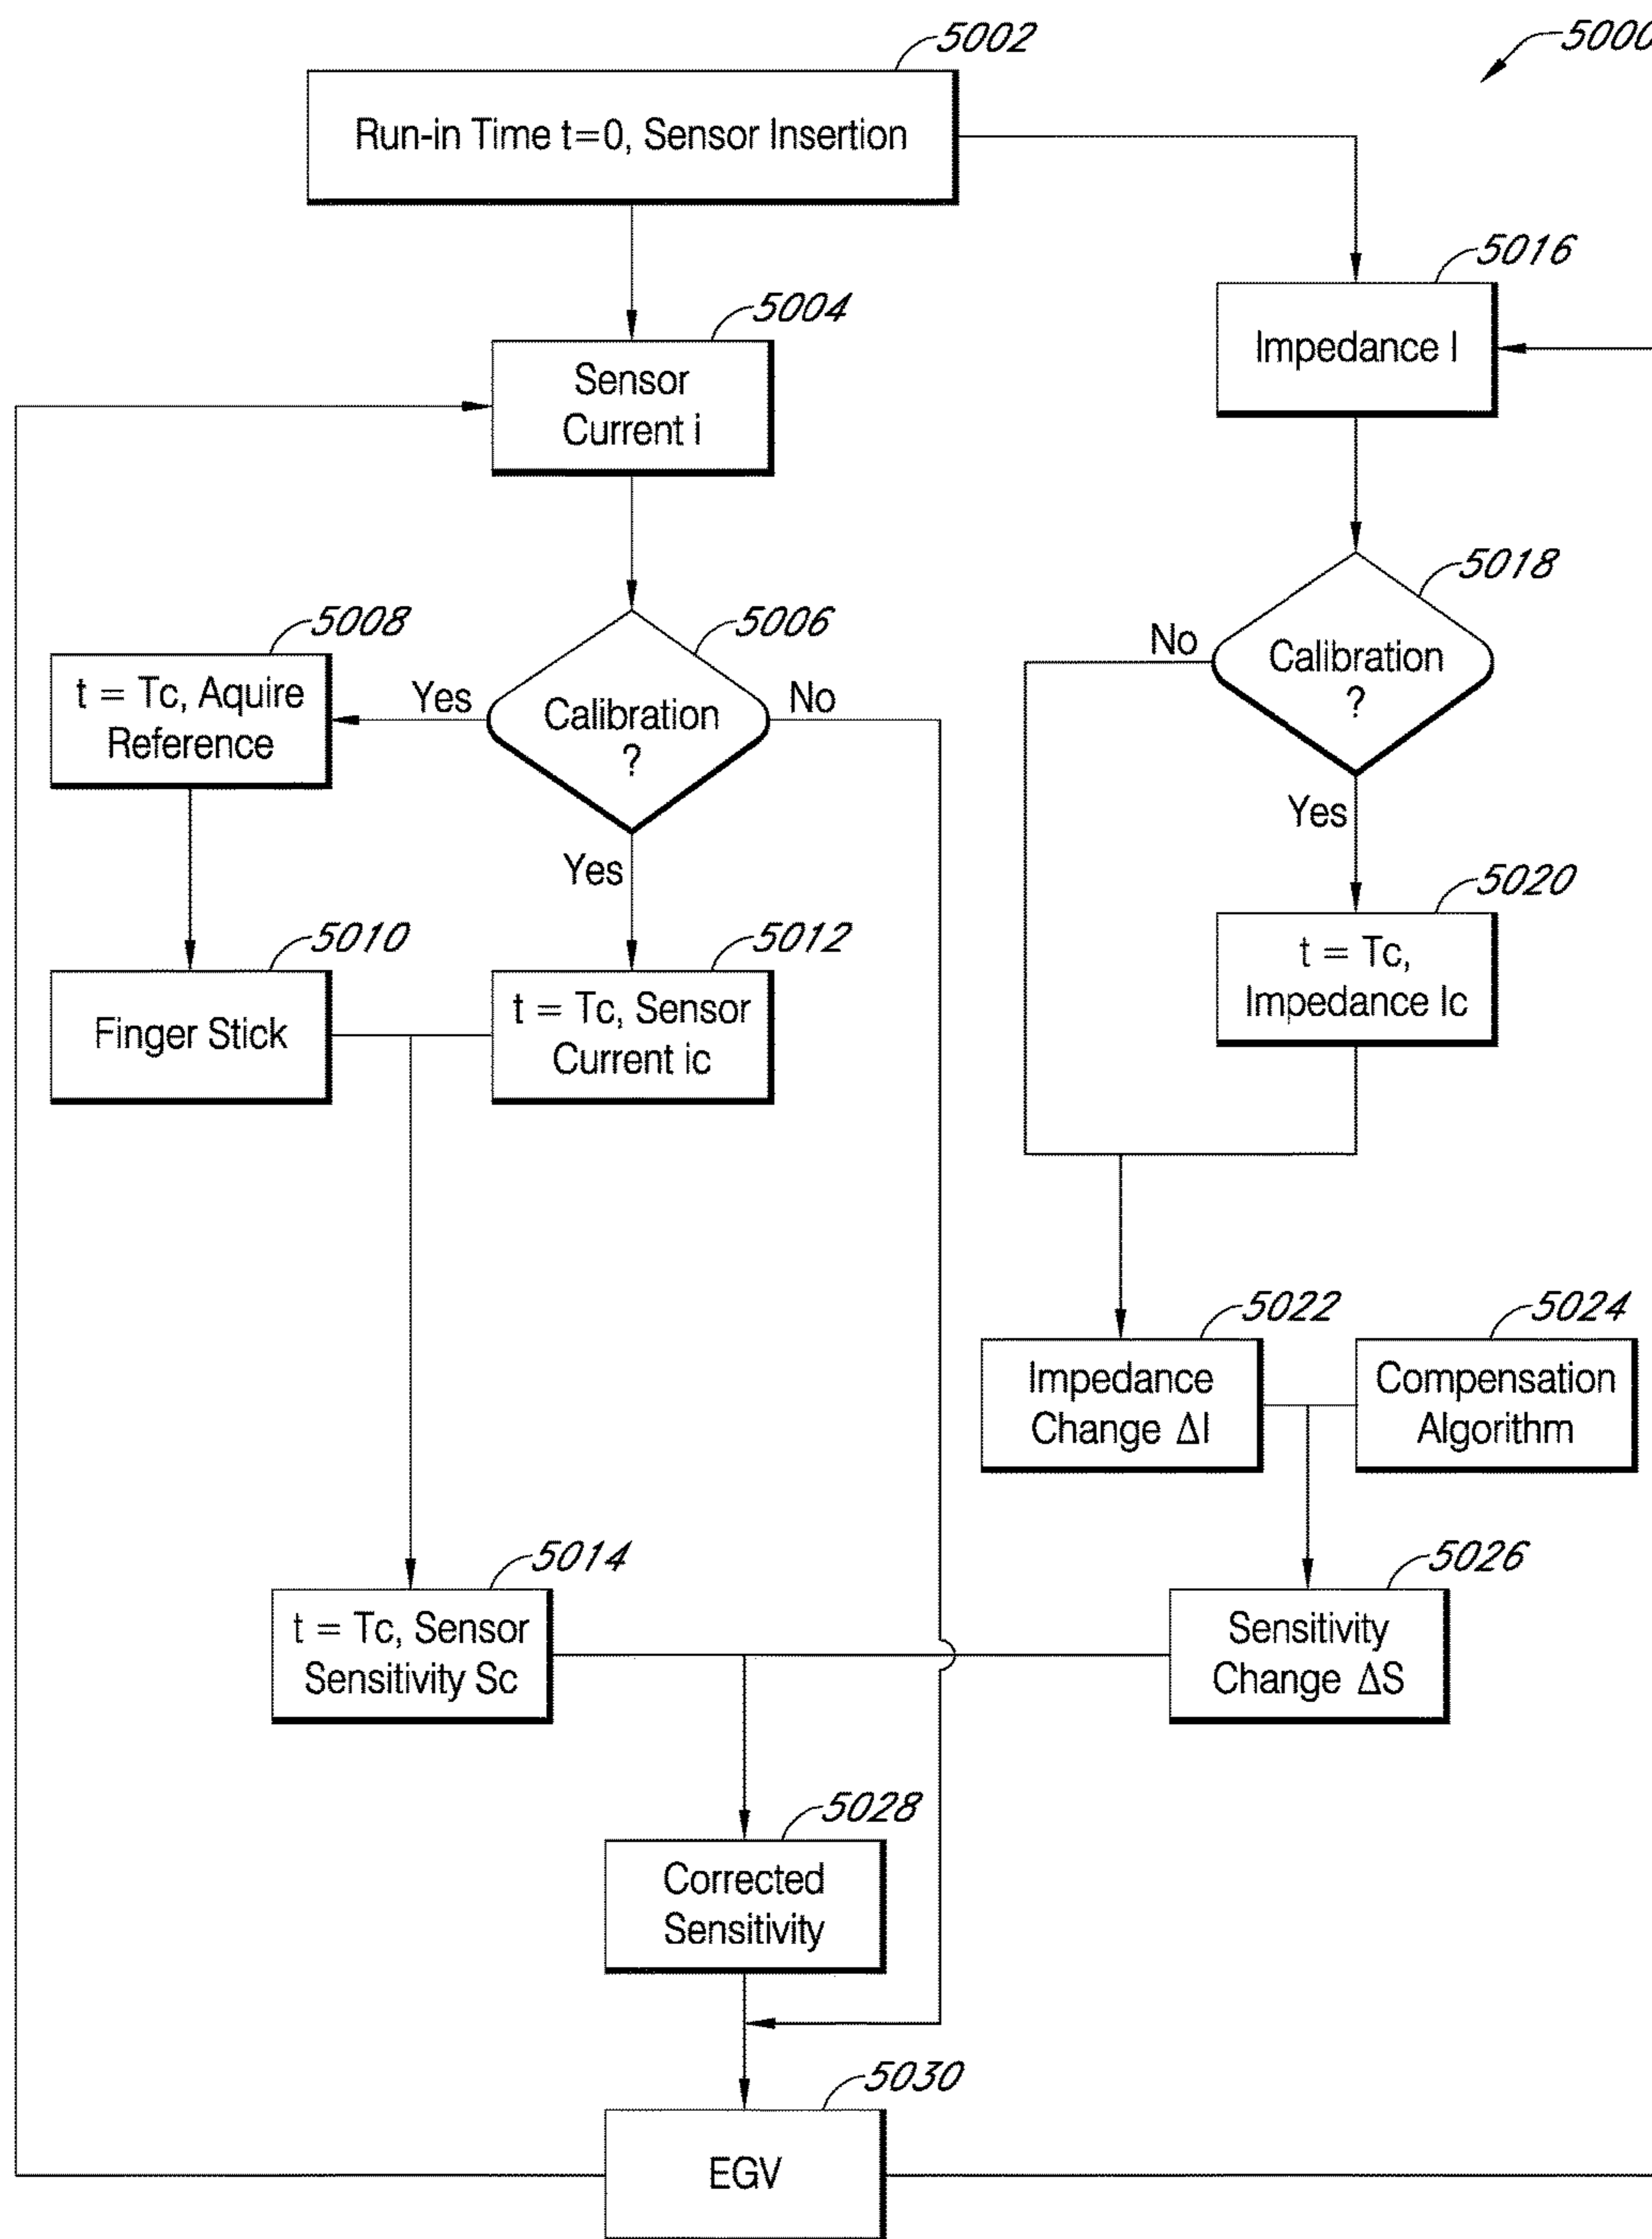 5002
5000
Run-in Time t=0, Sensor Insertion
5016
Impedance I
5004
Sensor
Current i
5018
Calibration
?
No
Yes
5006
Calibration
?
Yes
No
Yes
5008
t = Tc, Aquire
Reference
5020
t = Tc,
Impedance Ic
5010
Finger Stick
5012
t = Tc, Sensor
Current ic
5022
Impedance
Change ΔI
5024
Compensation
Algorithm
5014
t = Tc, Sensor
Sensitivity Sc
5026
Sensitivity
Change ΔS
5028
Corrected
Sensitivity
5030
EGV